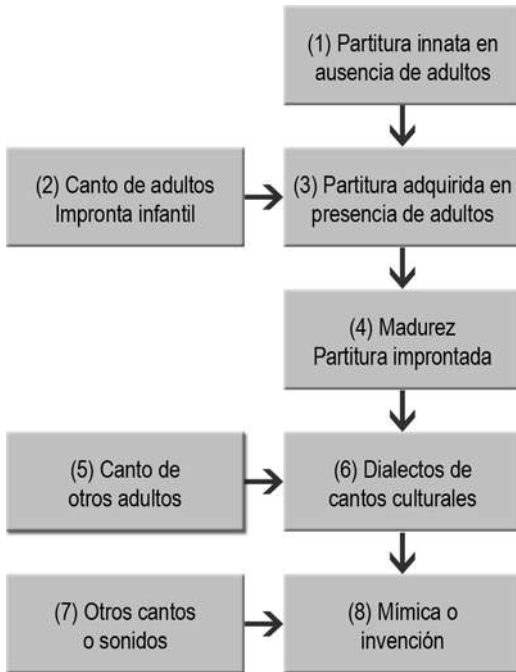 (1) Partitura innata en
ausencia de adultos
(2) Canto de adultos
Impronta infantil
(3) Partitura adquirida en
presencia de adultos
(4) Madurez
Partitura improntada
(5) Canto de
otros adultos
(6) Dialectos de
cantos culturales
(7) Otros cantos
o sonidos
(8) Mímica o
invención